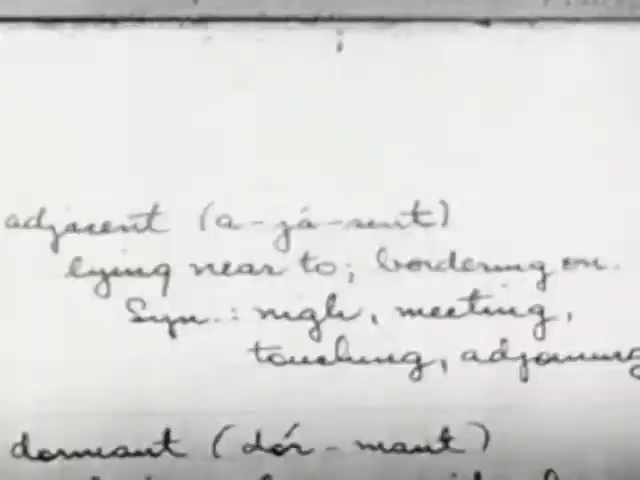 adjacent (a-já-sent)
lying near to; bordering on.
Syn.: nigh, meeting,
touching, adjoining
dormant (dór-mant)